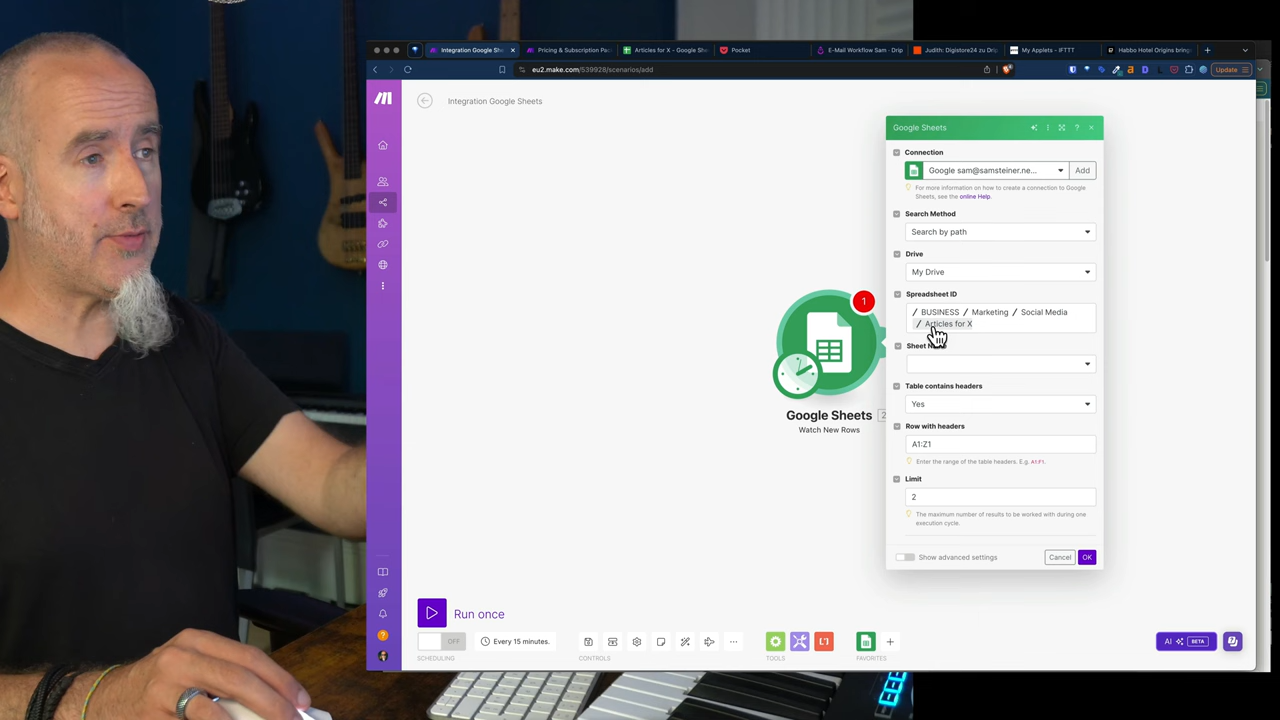 Integration Google She
Pricing & Subscription Pac
Articles for X - Google She
Pocket
E-Mail Workflow Sam · Drip
Judith: Digistore24 zu Drip
My Applets - IFTTT
Habbo Hotel Origins bring
eu2.make.com/539928/scenarios/add
Update
Integration Google Sheets
Google Sheets
Connection
Google sam@samsteiner.ne...
Add
For more information on how to create a connection to Google
Sheets, see the online Help.
Search Method
Search by path
Drive
My Drive
Spreadsheet ID
/ BUSINESS / Marketing / Social Media
/ Articles for X
Sheet
Table contains headers
Yes
Row with headers
A1:Z1
Enter the range of the table headers. E.g. A1:F1.
Limit
2
The maximum number of results to be worked with during one
execution cycle.
Show advanced settings
Cancel
OK
1
Google Sheets
2
Watch New Rows
Run once
OFF
Every 15 minutes.
SCHEDULING
CONTROLS
TOOLS
FAVORITES
AI
BETA